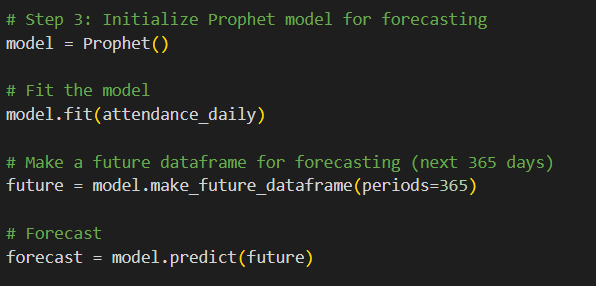 # Step 3: Initialize Prophet model for forecasting
model = Prophet()
# Fit the model
model.fit(attendance_daily)
# Make a future dataframe for forecasting (next 365 days)
future = model.make_future_dataframe(periods=365)
# Forecast
forecast = model.predict(future)